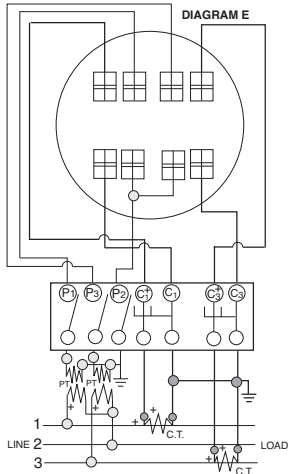 DIAGRAM E
P1 P3 P2 C1+ C1 C3+ C3
PT PT
+ +
1 + C.T.
LINE 2 LOAD
3 + C.T.